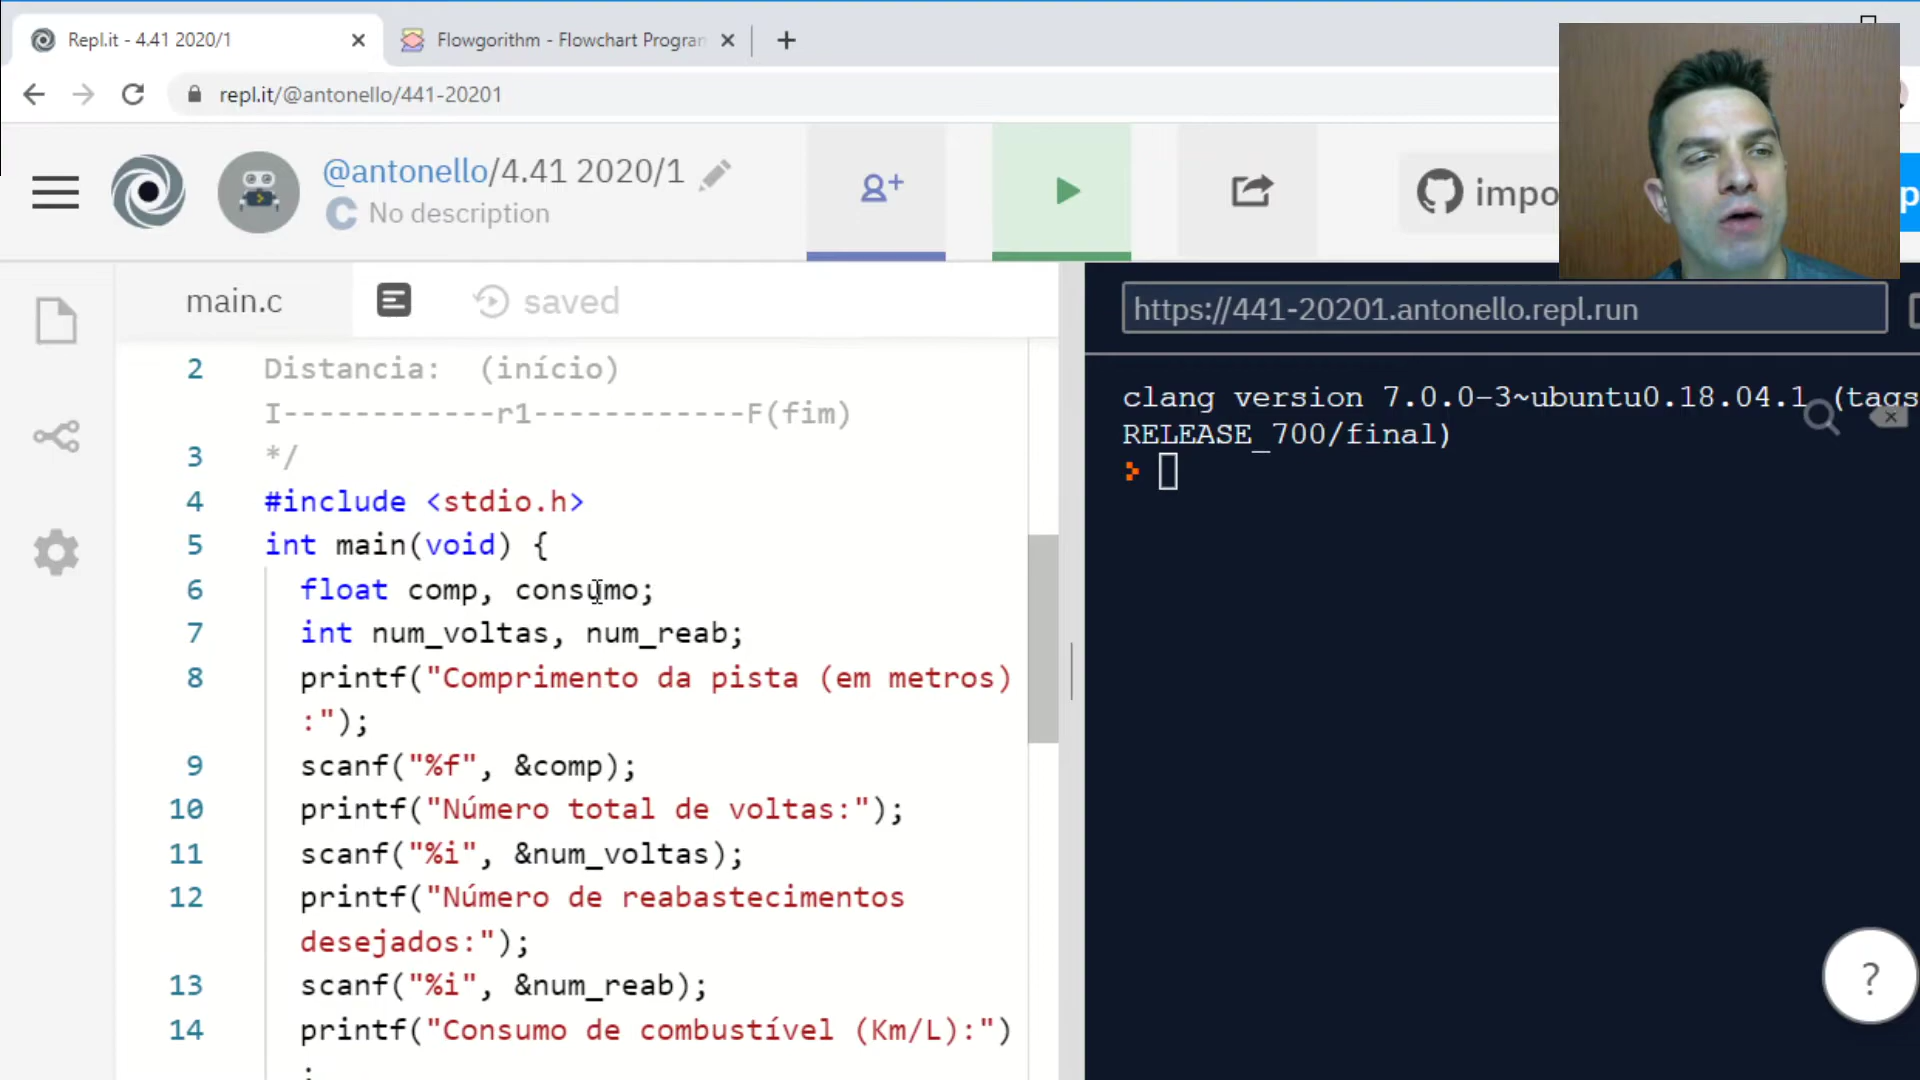 Repl.it - 4.41 2020/1
Flowgorithm - Flowchart Prograr
repl.it/@antonello/441-20201
@antonello/4.41 2020/1
No description
impo
p
main.c
saved
https://441-20201.antonello.repl.run
2 Distancia:  (início)
I------------r1------------F(fim)
3 */
4 #include <stdio.h>
5 int main(void) {
6 float comp, consumo;
7 int num_voltas, num_reab;
8 printf("Comprimento da pista (em metros)
:");
9 scanf("%f", &comp);
10 printf("Número total de voltas:");
11 scanf("%i", &num_voltas);
12 printf("Número de reabastecimentos
desejados:");
13 scanf("%i", &num_reab);
14 printf("Consumo de combustível (Km/L):")
;
clang version 7.0.0-3~ubuntu0.18.04.1 (tags
RELEASE_700/final)
?